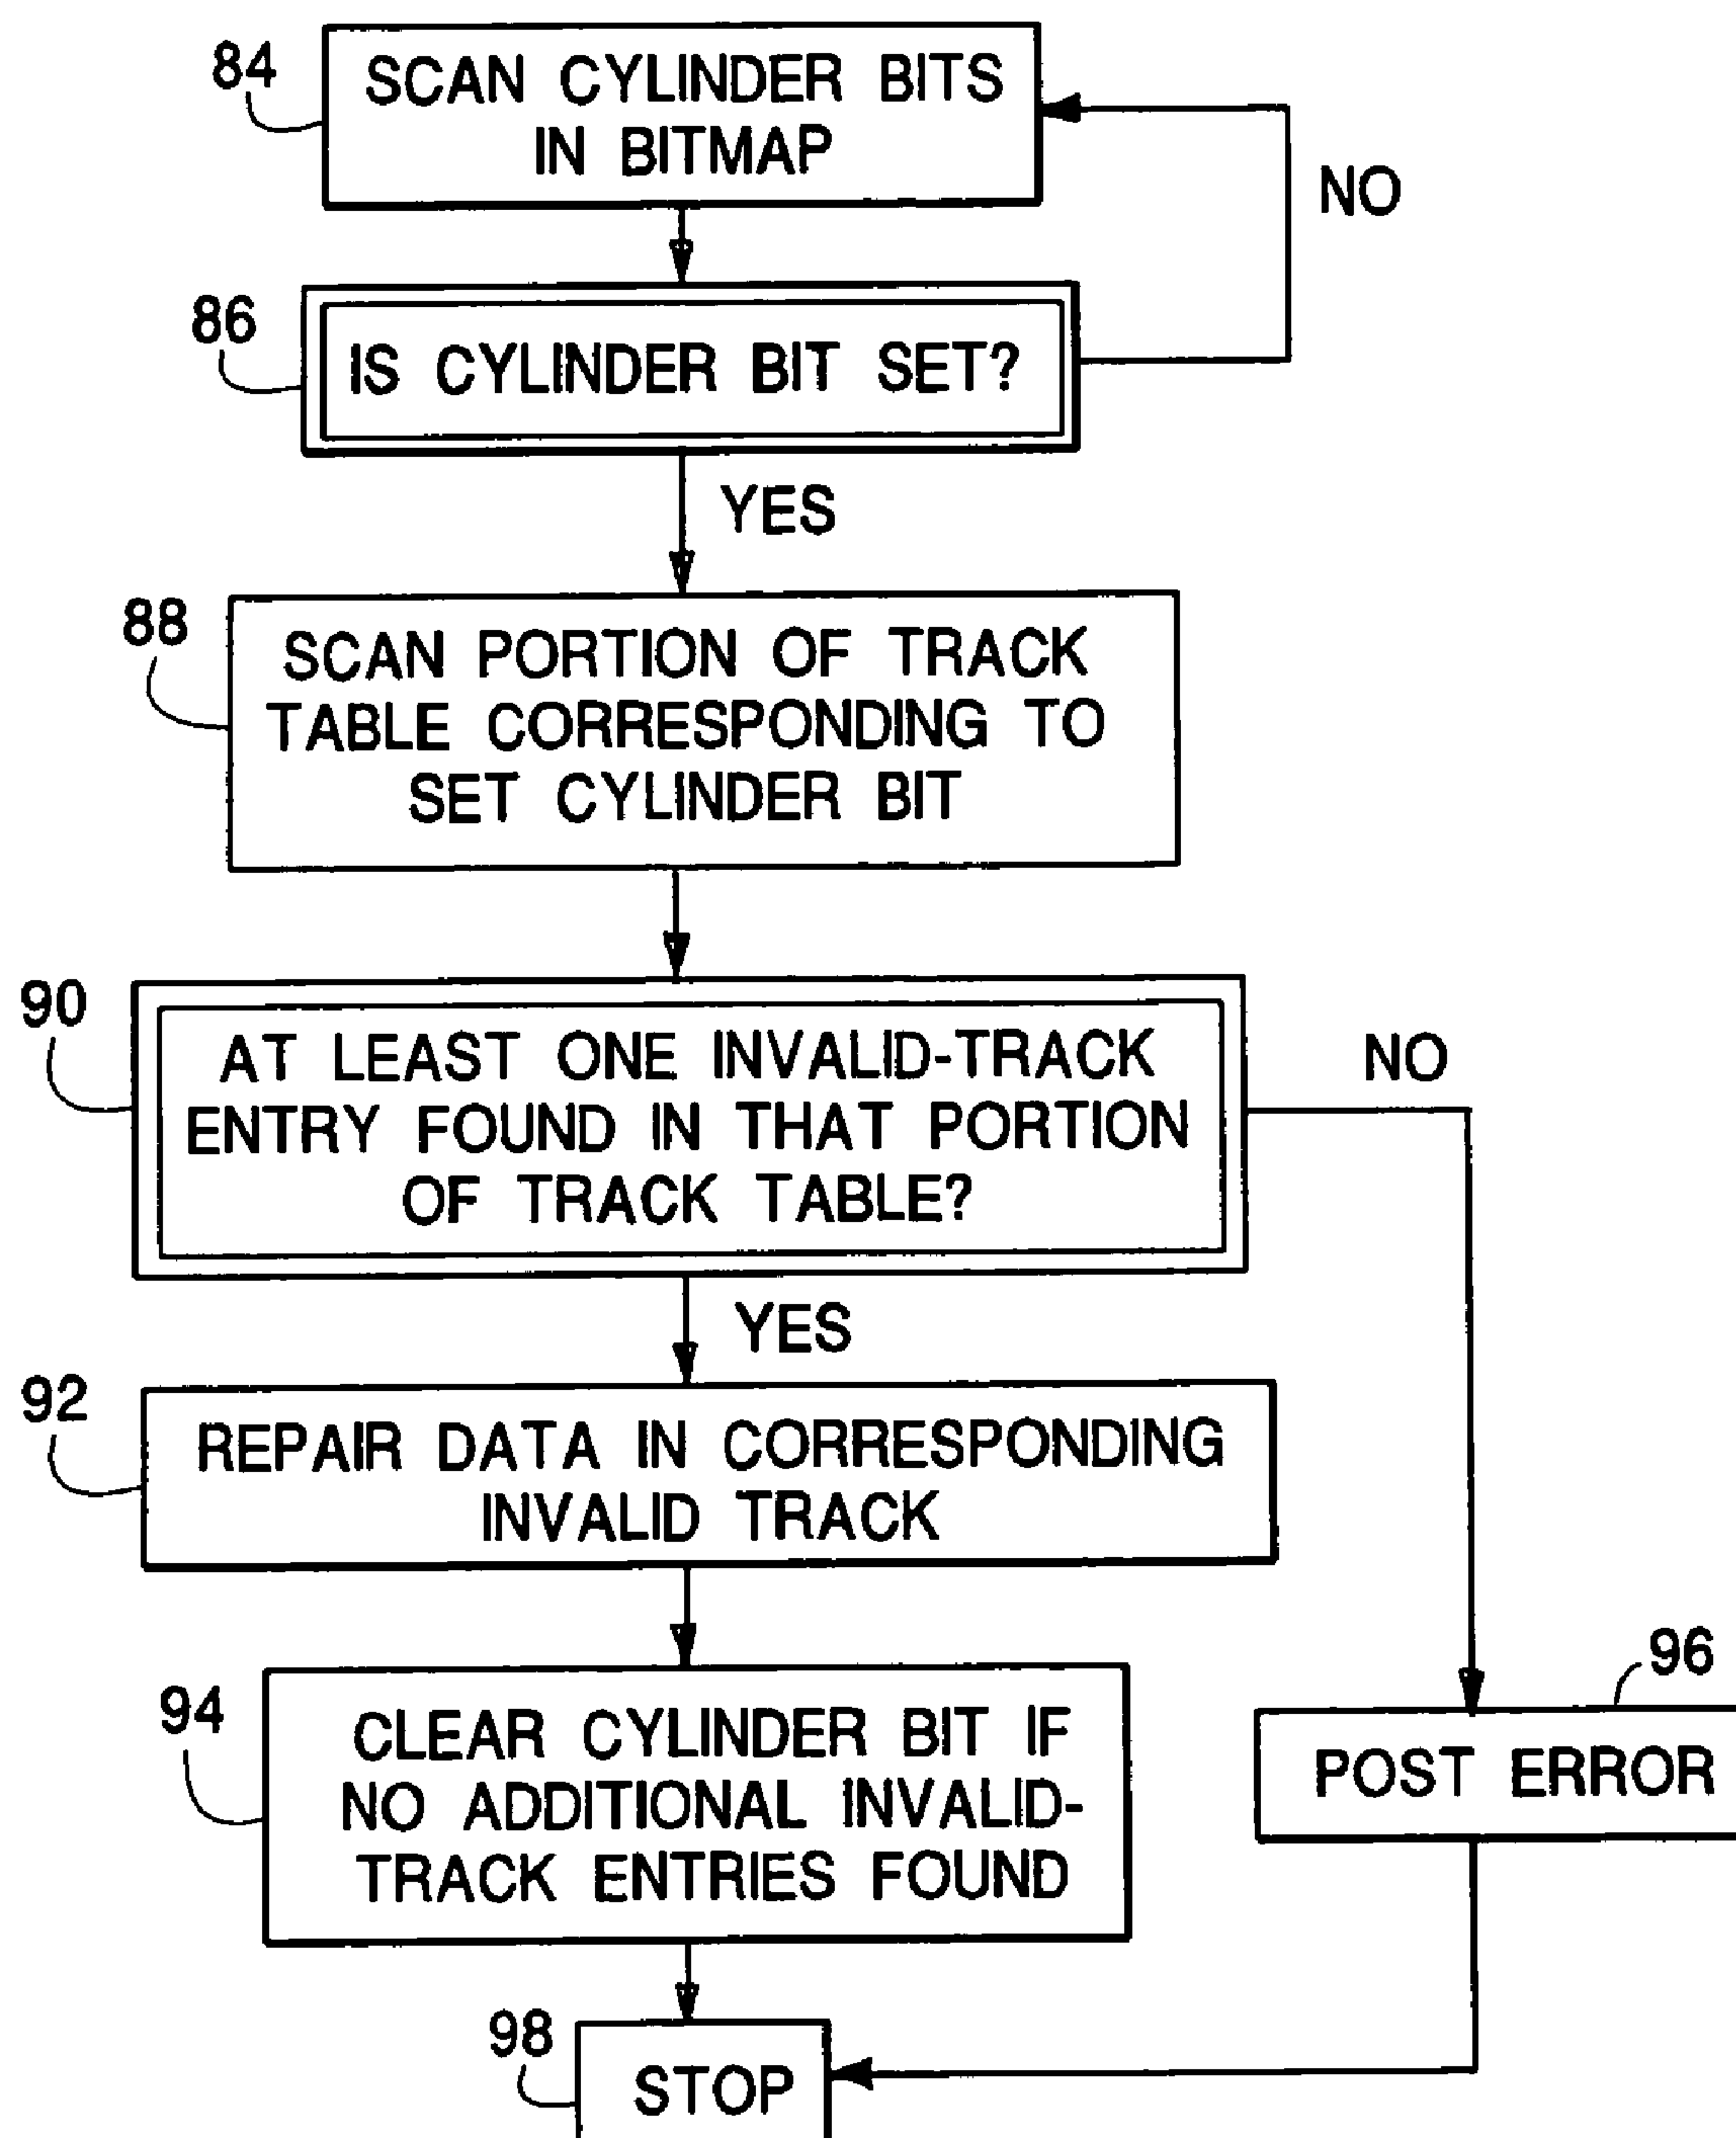 84
SCAN CYLINDER BITS
IN BITMAP
NO
86
IS CYLINDER BIT SET?
YES
88
SCAN PORTION OF TRACK
TABLE CORRESPONDING TO
SET CYLINDER BIT
90
AT LEAST ONE INVALID-TRACK
ENTRY FOUND IN THAT PORTION
OF TRACK TABLE?
NO
YES
92
REPAIR DATA IN CORRESPONDING
INVALID TRACK
94
CLEAR CYLINDER BIT IF
NO ADDITIONAL INVALID-
TRACK ENTRIES FOUND
96
POST ERROR
98
STOP